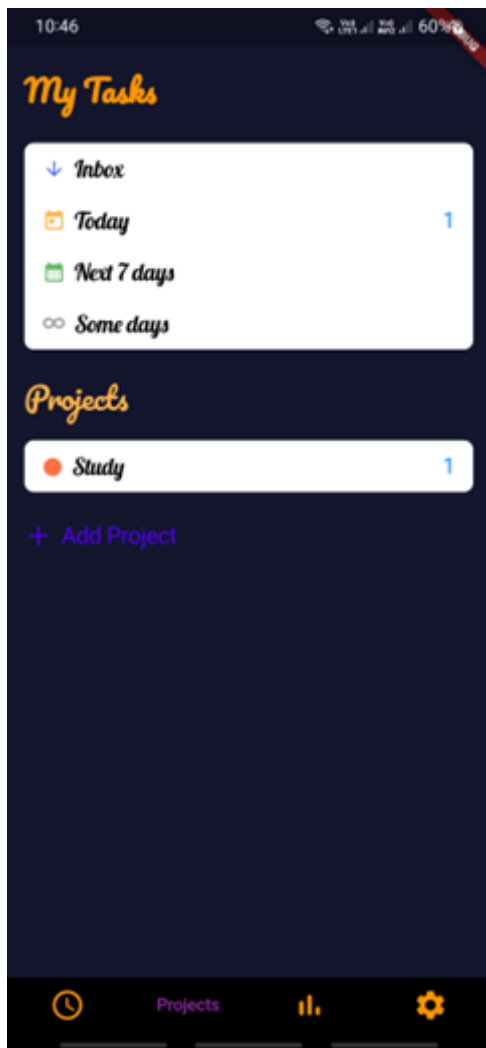 10:46
60%
My Tasks
Inbox
Today 1
Next 7 days
Some days
Projects
Study 1
+ Add Project
Projects